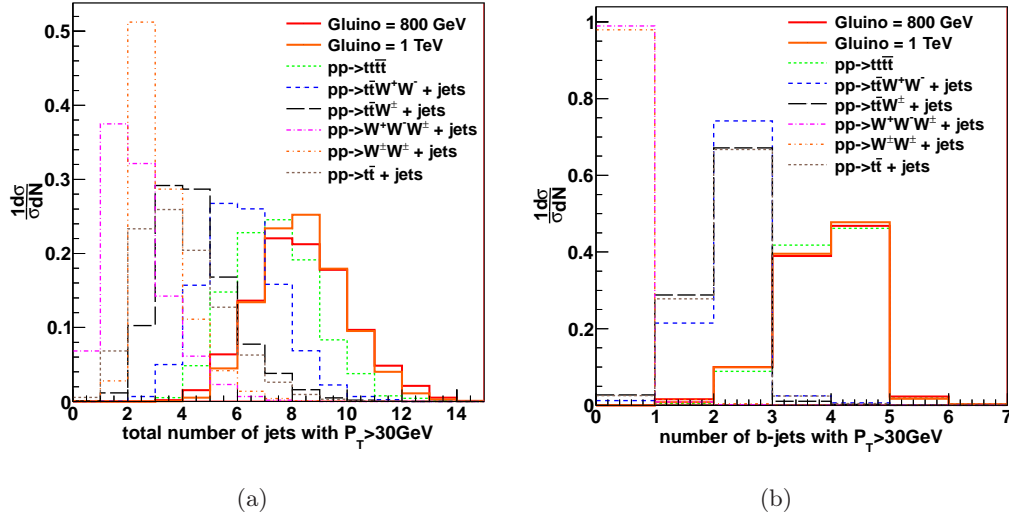 0.5
0.4
0.3
0.2
0.1
0
1dσ
σdN
Gluino = 800 GeV
Gluino = 1 TeV
pp->ttt̅t̅
pp->tt̅W⁺W⁻ + jets
pp->tt̅W± + jets
pp->W⁺W⁻W± + jets
pp->W±W± + jets
pp->tt̅ + jets
0 2 4 6 8 10 12 14
total number of jets with P_T>30GeV
(a)
1
0.8
0.6
0.4
0.2
0
1dσ
σdN
Gluino = 800 GeV
Gluino = 1 TeV
pp->ttt̅t̅
pp->tt̅W⁺W⁻ + jets
pp->tt̅W± + jets
pp->W⁺W⁻W± + jets
pp->W±W± + jets
pp->tt̅ + jets
0 1 2 3 4 5 6 7
number of b-jets with P_T>30GeV
(b)